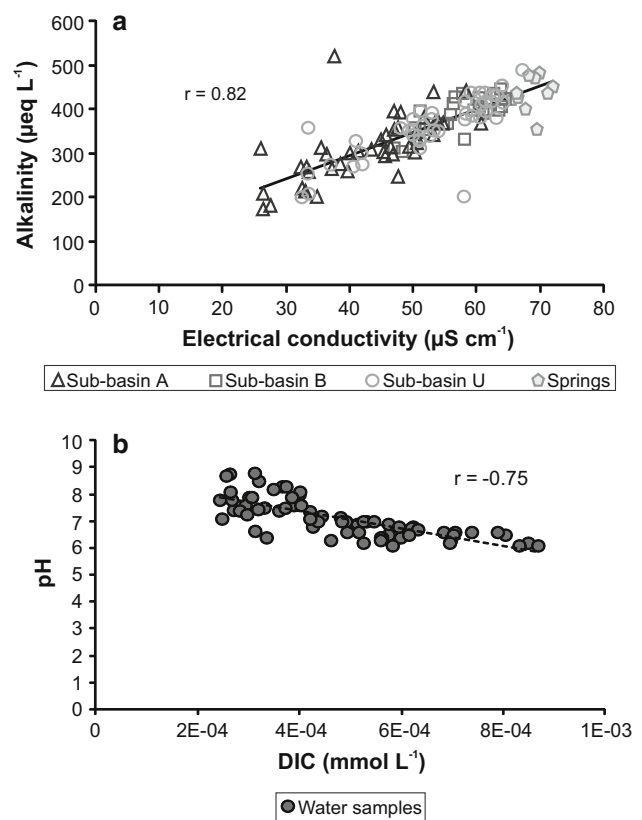 a
600
500
400
300
200
100
0
Alkalinity (µeq L⁻¹)
r = 0.82
0 10 20 30 40 50 60 70 80
Electrical conductivity (µS cm⁻¹)
Sub-basin A Sub-basin B Sub-basin U Springs
b
10
9
8
7
6
5
4
3
2
1
0
pH
r = -0.75
0 2E-04 4E-04 6E-04 8E-04 1E-03
DIC (mmol L⁻¹)
Water samples